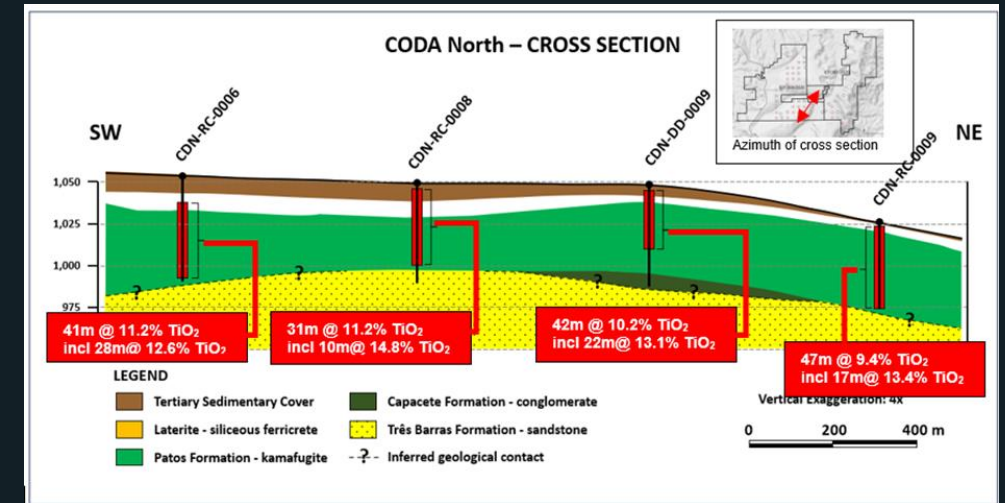 CODA North – CROSS SECTION
Azimuth of cross section
SW
NE
CDN-RC-0006
CDN-RC-0008
CDN-DD-0009
CDN-RC-0009
1,050
1,025
1,000
975
?
?
?
?
?
41m @ 11.2% TiO2
incl 28m@ 12.6% TiO2
31m @ 11.2% TiO2
incl 10m@ 14.8% TiO2
42m @ 10.2% TiO2
incl 22m@ 13.1% TiO2
47m @ 9.4% TiO2
incl 17m@ 13.4% TiO2
LEGEND
Tertiary Sedimentary Cover
Laterite - siliceous ferricrete
Patos Formation - kamafugite
Capacete Formation - conglomerate
Três Barras Formation - sandstone
? Inferred geological contact
Vertical Exaggeration: 4x
0 200 400 m